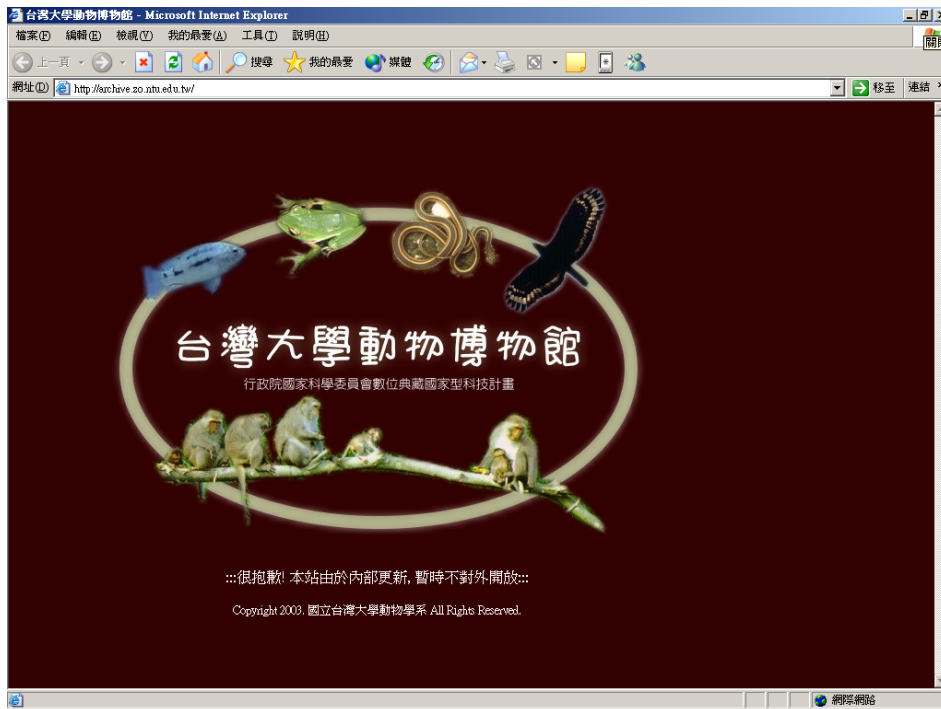 台灣大學動物博物館 - Microsoft Internet Explorer
檔案(F) 編輯(E) 檢視(V) 我的最愛(A) 工具(T) 說明(H)
上一頁 搜尋 我的最愛 媒體
網址(D) http://archive.zo.ntu.edu.tw/ 移至 連結
台灣大學動物博物館
行政院國家科學委員會數位典藏國家型科技計畫
:::很抱歉! 本站由於內部更新, 暫時不對外開放:::
Copyright 2003. 國立台灣大學動物學系 All Rights Reserved.
網際網路